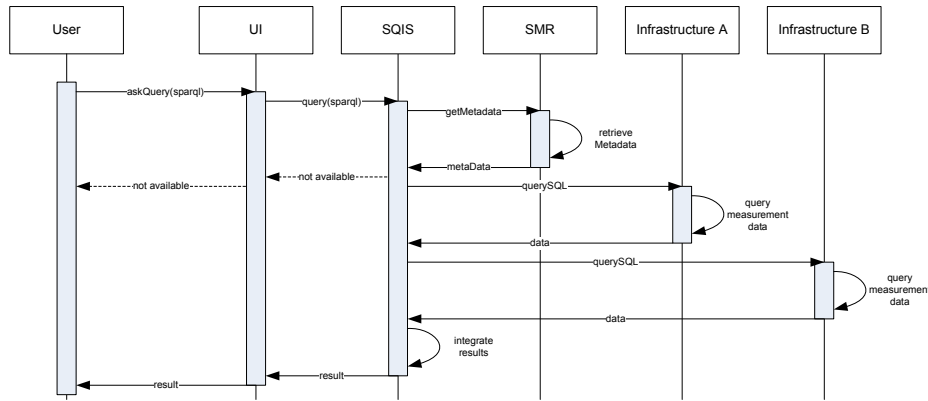 User
UI
SQIS
SMR
Infrastructure A
Infrastructure B
askQuery(sparql)
query(sparql)
getMetadata
retrieve
Metadata
metaData
not available
not available
querySQL
query
measurement
data
data
querySQL
query
measuremen
data
data
integrate
results
result
result